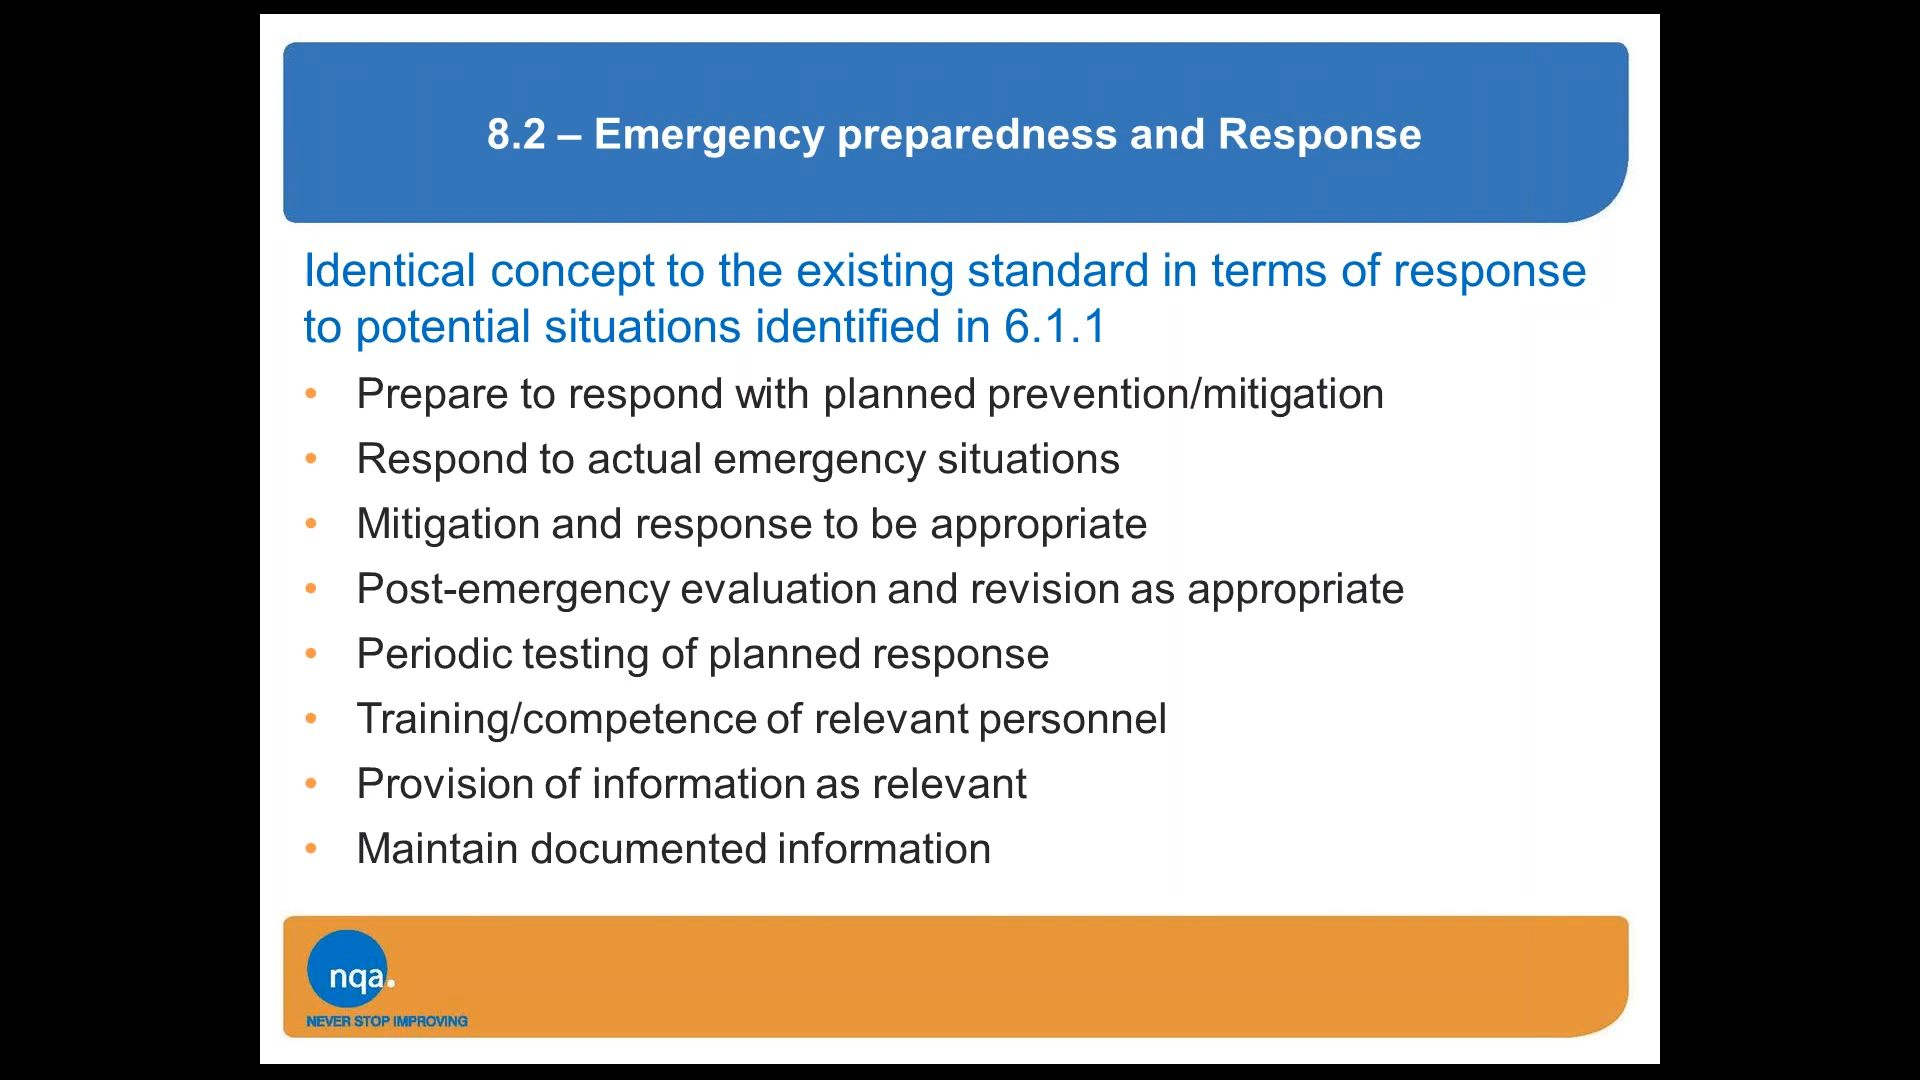 8.2 – Emergency preparedness and Response
Identical concept to the existing standard in terms of response
to potential situations identified in 6.1.1
• Prepare to respond with planned prevention/mitigation
• Respond to actual emergency situations
• Mitigation and response to be appropriate
• Post-emergency evaluation and revision as appropriate
• Periodic testing of planned response
• Training/competence of relevant personnel
• Provision of information as relevant
• Maintain documented information
nqa.
NEVER STOP IMPROVING